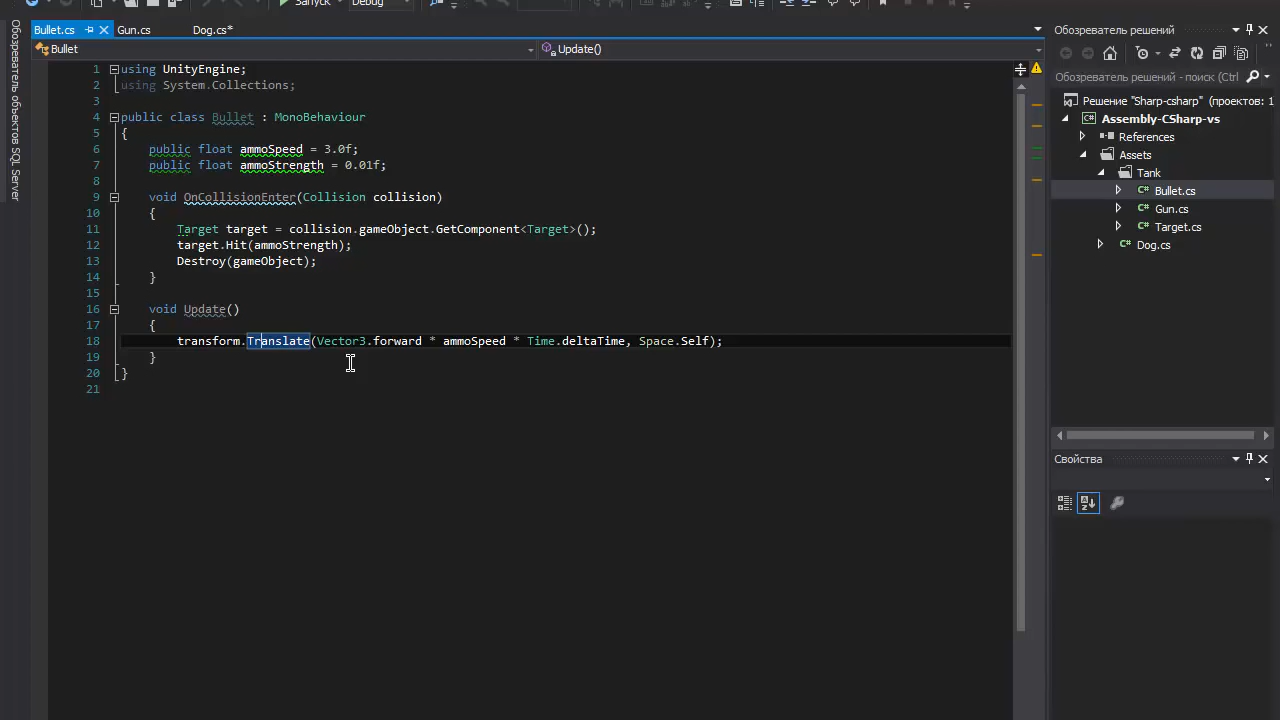 Запуск Debug
Bullet.cs Gun.cs Dog.cs*
Bullet Update()
Обозреватель объектов SQL Server
1 using UnityEngine;
2 using System.Collections;
3
4 public class Bullet : MonoBehaviour
5 {
6 public float ammoSpeed = 3.0f;
7 public float ammoStrength = 0.01f;
8
9 void OnCollisionEnter(Collision collision)
10 {
11 Target target = collision.gameObject.GetComponent<Target>();
12 target.Hit(ammoStrength);
13 Destroy(gameObject);
14 }
15
16 void Update()
17 {
18 transform.Translate(Vector3.forward * ammoSpeed * Time.deltaTime, Space.Self);
19 }
20 }
21
Обозреватель решений
Обозреватель решений - поиск (Ctrl
Решение "Sharp-csharp" (проектов: 1
Assembly-CSharp-vs
References
Assets
Tank
Bullet.cs
Gun.cs
Target.cs
Dog.cs
Свойства